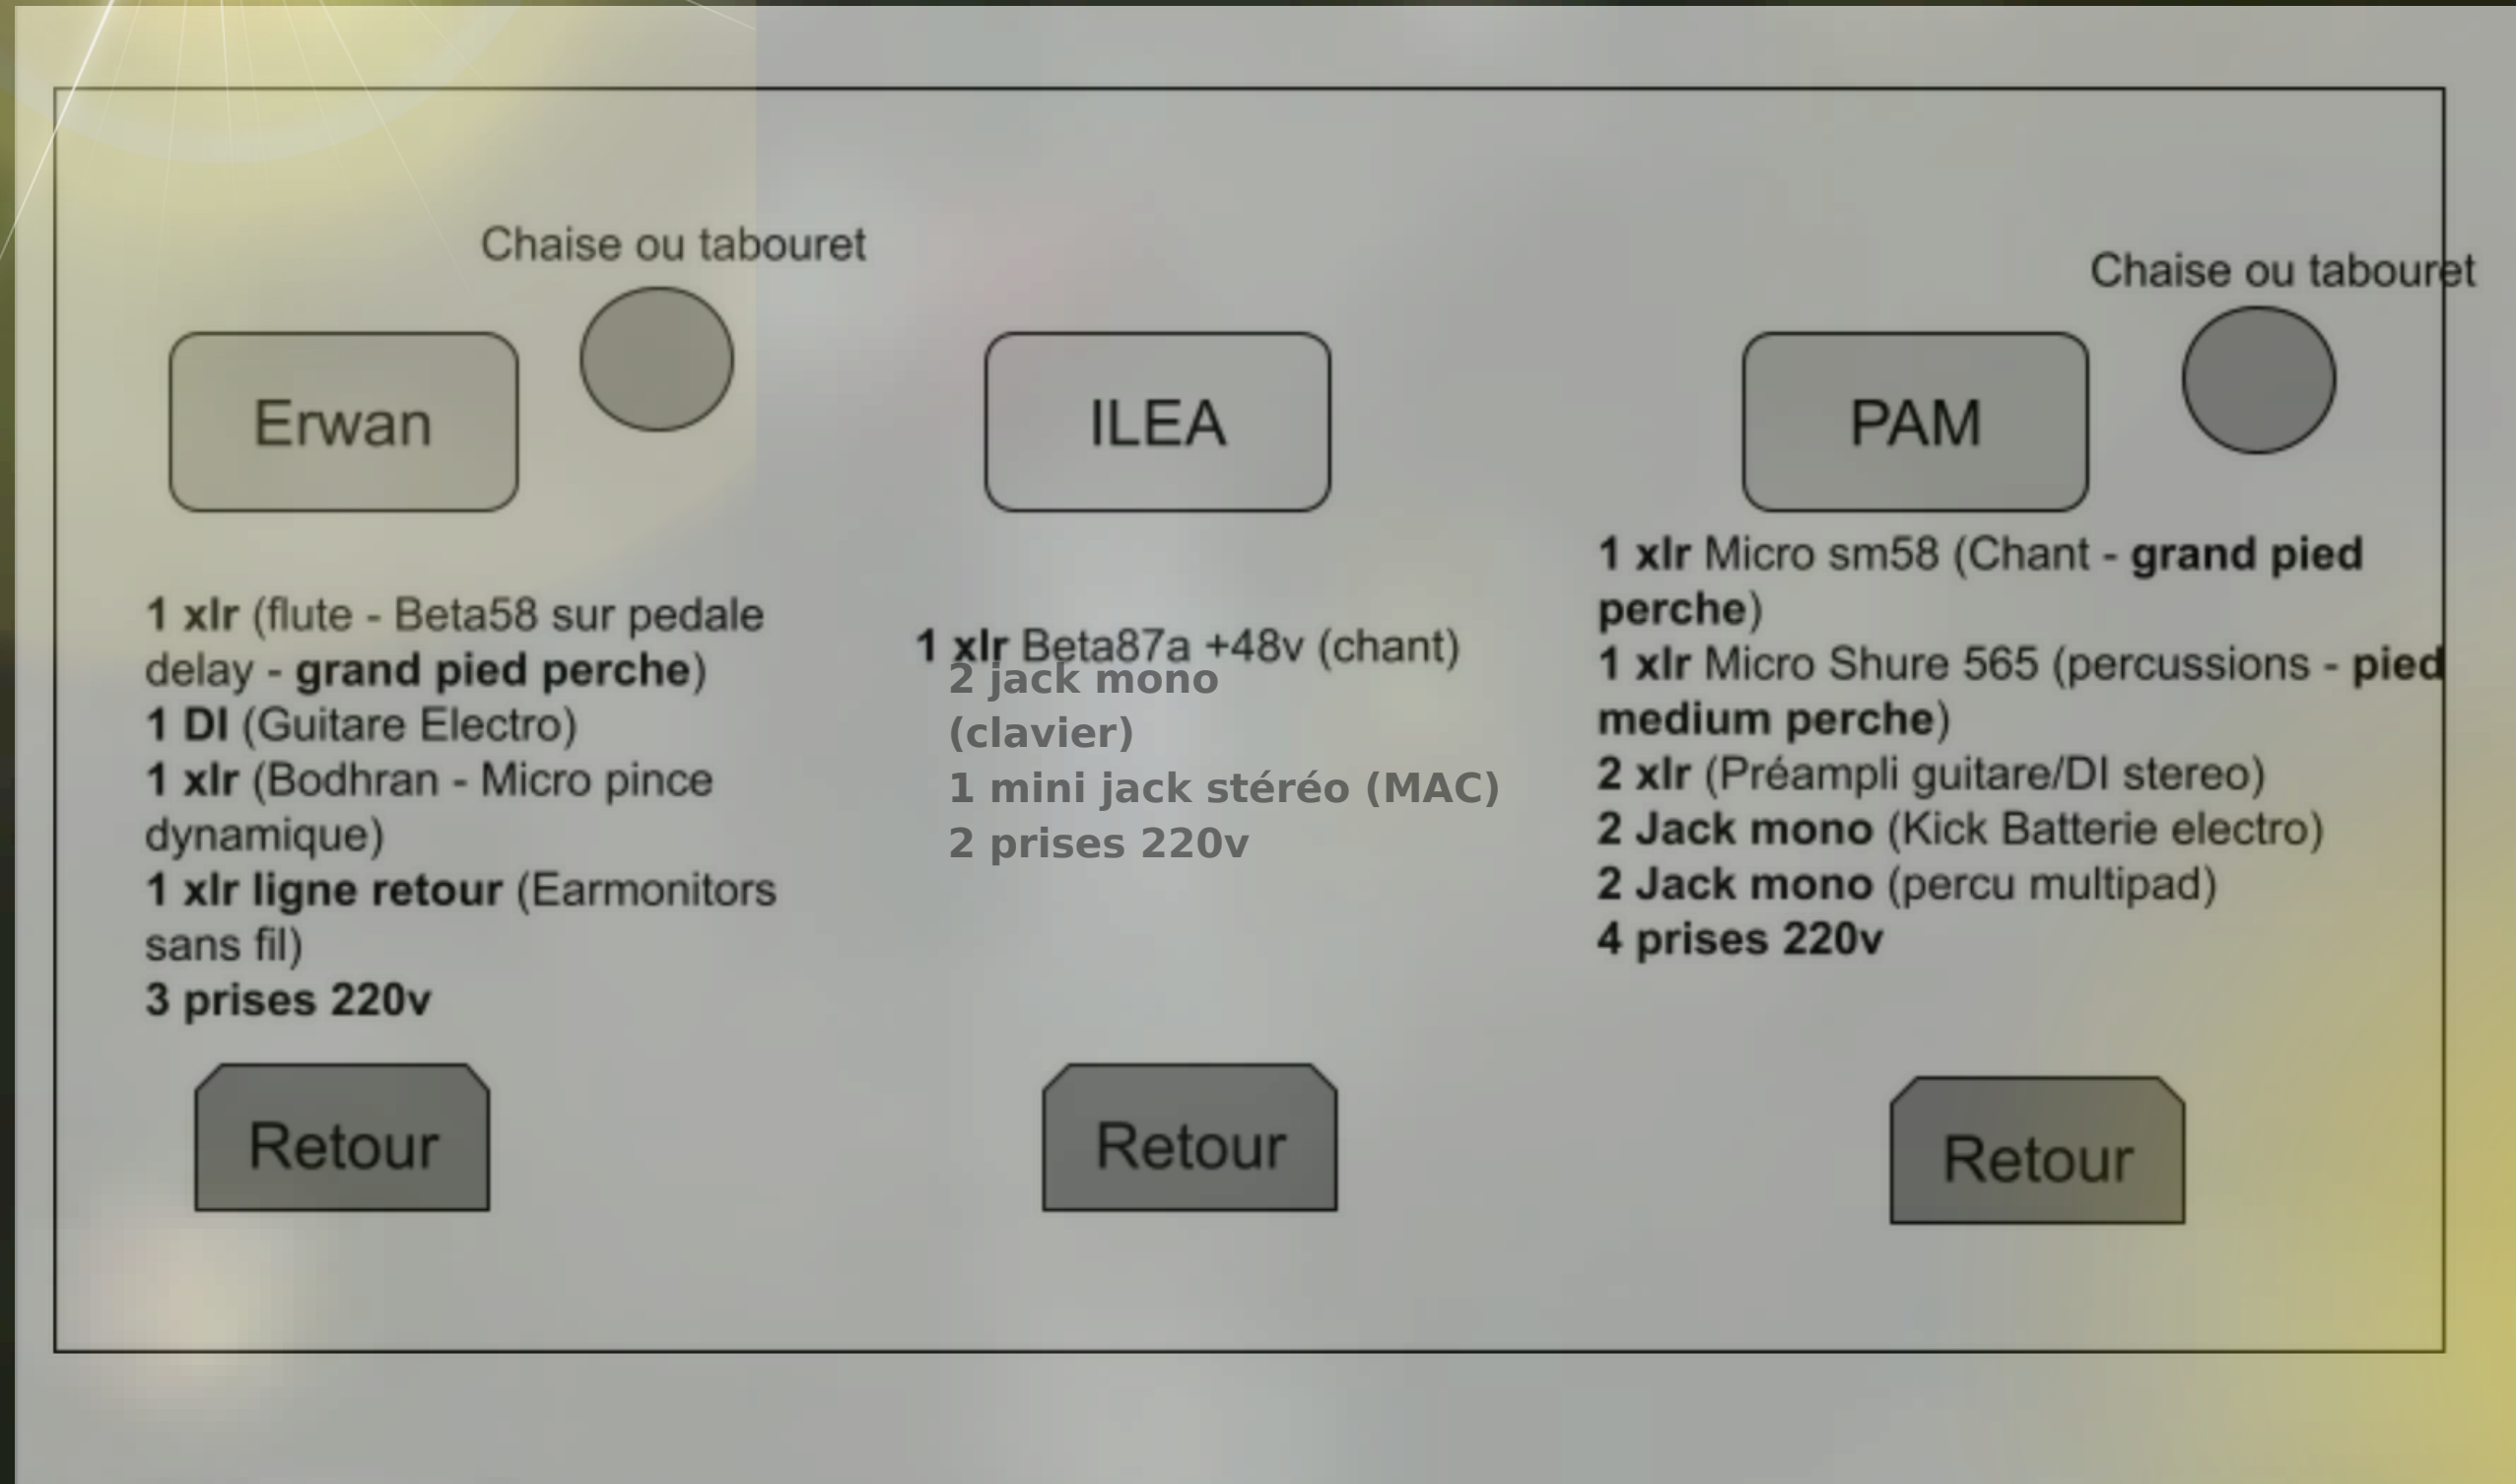 Chaise ou tabouret
Chaise ou tabouret
Erwan
ILEA
PAM
1 xlr (flute - Beta58 sur pedale
delay - grand pied perche)
1 DI (Guitare Electro)
1 xlr (Bodhran - Micro pince
dynamique)
1 xlr ligne retour (Earmonitors
sans fil)
3 prises 220v
1 xlr Beta87a +48v (chant)
2 jack mono
(clavier)
1 mini jack stéréo (MAC)
2 prises 220v
1 xlr Micro sm58 (Chant - grand pied
perche)
1 xlr Micro Shure 565 (percussions - pied
medium perche)
2 xlr (Préampli guitare/DI stereo)
2 Jack mono (Kick Batterie electro)
2 Jack mono (percu multipad)
4 prises 220v
Retour
Retour
Retour